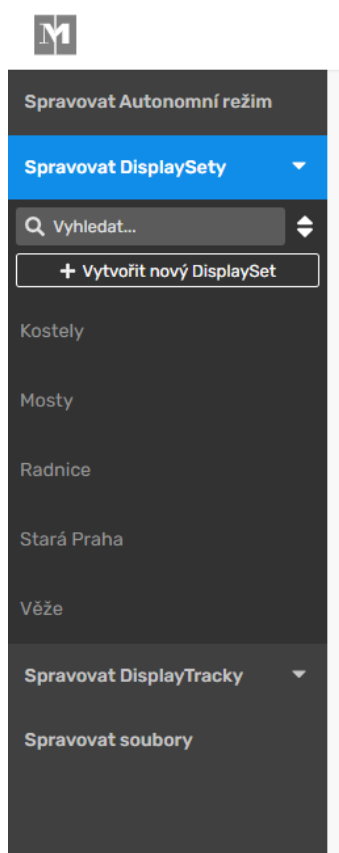 M
Spravovat Autonomní režim
Spravovat DisplaySety
Vyhledat...
+ Vytvořit nový DisplaySet
Kostely
Mosty
Radnice
Stará Praha
Věže
Spravovat DisplayTracky
Spravovat soubory